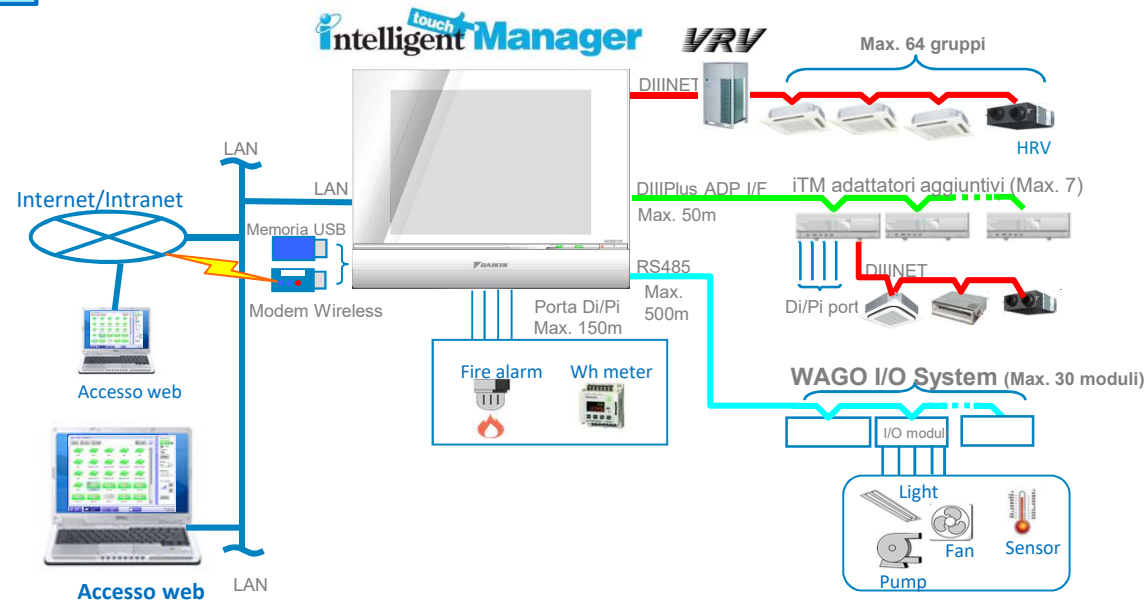 intelligent touch Manager
VRV
Max. 64 gruppi
DIIINET
HRV
LAN
LAN
Internet/Intranet
Memoria USB
Modem Wireless
Accesso web
Accesso web
LAN
MONITOR
DAIKIN
DIIIPlus ADP I/F
Max. 50m
iTM adattatori aggiuntivi (Max. 7)
DIIINET
Di/Pi port
RS485
Max.
500m
Porta Di/Pi
Max. 150m
Fire alarm
Wh meter
WAGO I/O System (Max. 30 moduli)
I/O modul
Light
Fan
Sensor
Pump